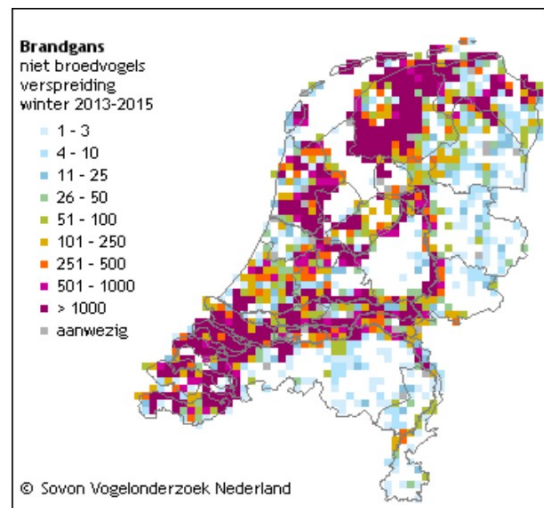 Brandgans
niet broedvogels
verspreiding
winter 2013-2015
1 - 3
4 - 10
11 - 25
26 - 50
51 - 100
101 - 250
251 - 500
501 - 1000
> 1000
aanwezig
© Sovon Vogelonderzoek Nederland